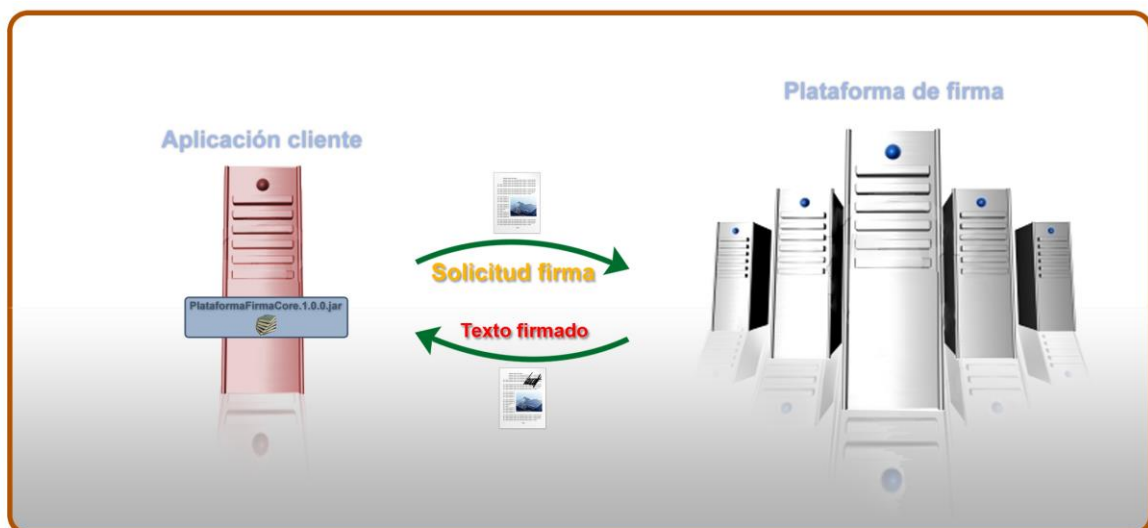 Plataforma de firma
Aplicación cliente
Solicitud firma
PlataformaFirmaCore.1.0.0.jar
Texto firmado